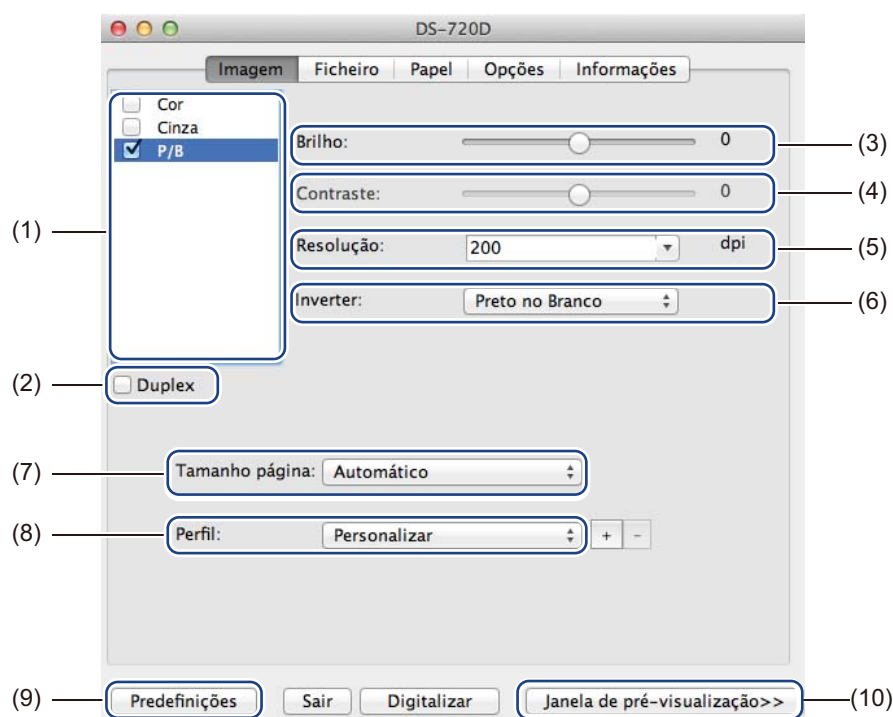 DS-720D
Imagem Ficheiro Papel Opções Informações
Cor
Cinza
P/B
(1)
Brilho: 0 (3)
Contraste: 0 (4)
Resolução: 200 dpi (5)
Inverter: Preto no Branco (6)
(2) Duplex
(7) Tamanho página: Automático
(8) Perfil: Personalizar + -
(9) Predefinições Sair Digitalizar Janela de pré-visualização>> (10)